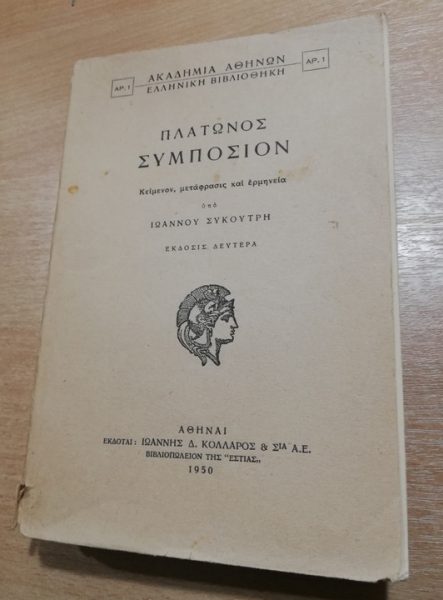 ΑΚΑΔΗΜΙΑ ΑΘΗΝΩΝ
ΑΡ. 1
ΑΡ. 1
ΕΛΛΗΝΙΚΗ ΒΙΒΛΙΟΘΗΚΗ
ΠΛΑΤΩΝΟΣ
ΣΥΜΠΟΣΙΟΝ
Κείμενον, μετάφρασις καὶ ἑρμηνεία
ὑπὸ
ΙΩΑΝΝΟΥ ΣΥΚΟΥΤΡΗ
ΕΚΔΟΣΙΣ ΔΕΥΤΕΡΑ
ΑΘΗΝΑΙ
ΕΚΔΟΤΑΙ: ΙΩΑΝΝΗΣ Δ. ΚΟΛΛΑΡΟΣ & ΣΙΑ Α.Ε.
ΒΙΒΛΙΟΠΩΛΕΙΟΝ ΤΗΣ "ΕΣΤΙΑΣ„
1950